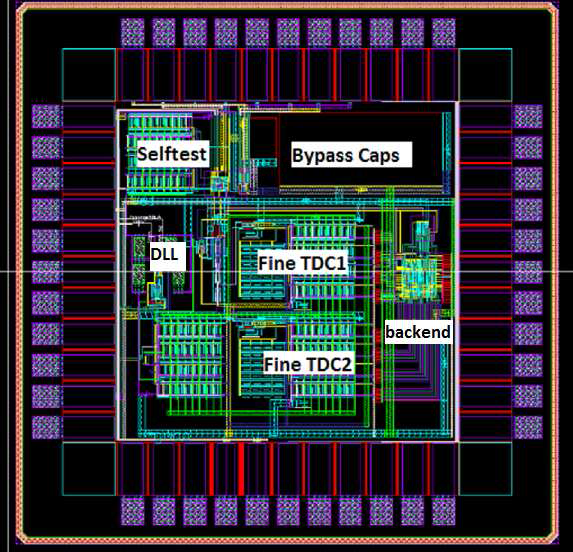 Selftest
Bypass Caps
DLL
Fine TDC1
backend
Fine TDC2